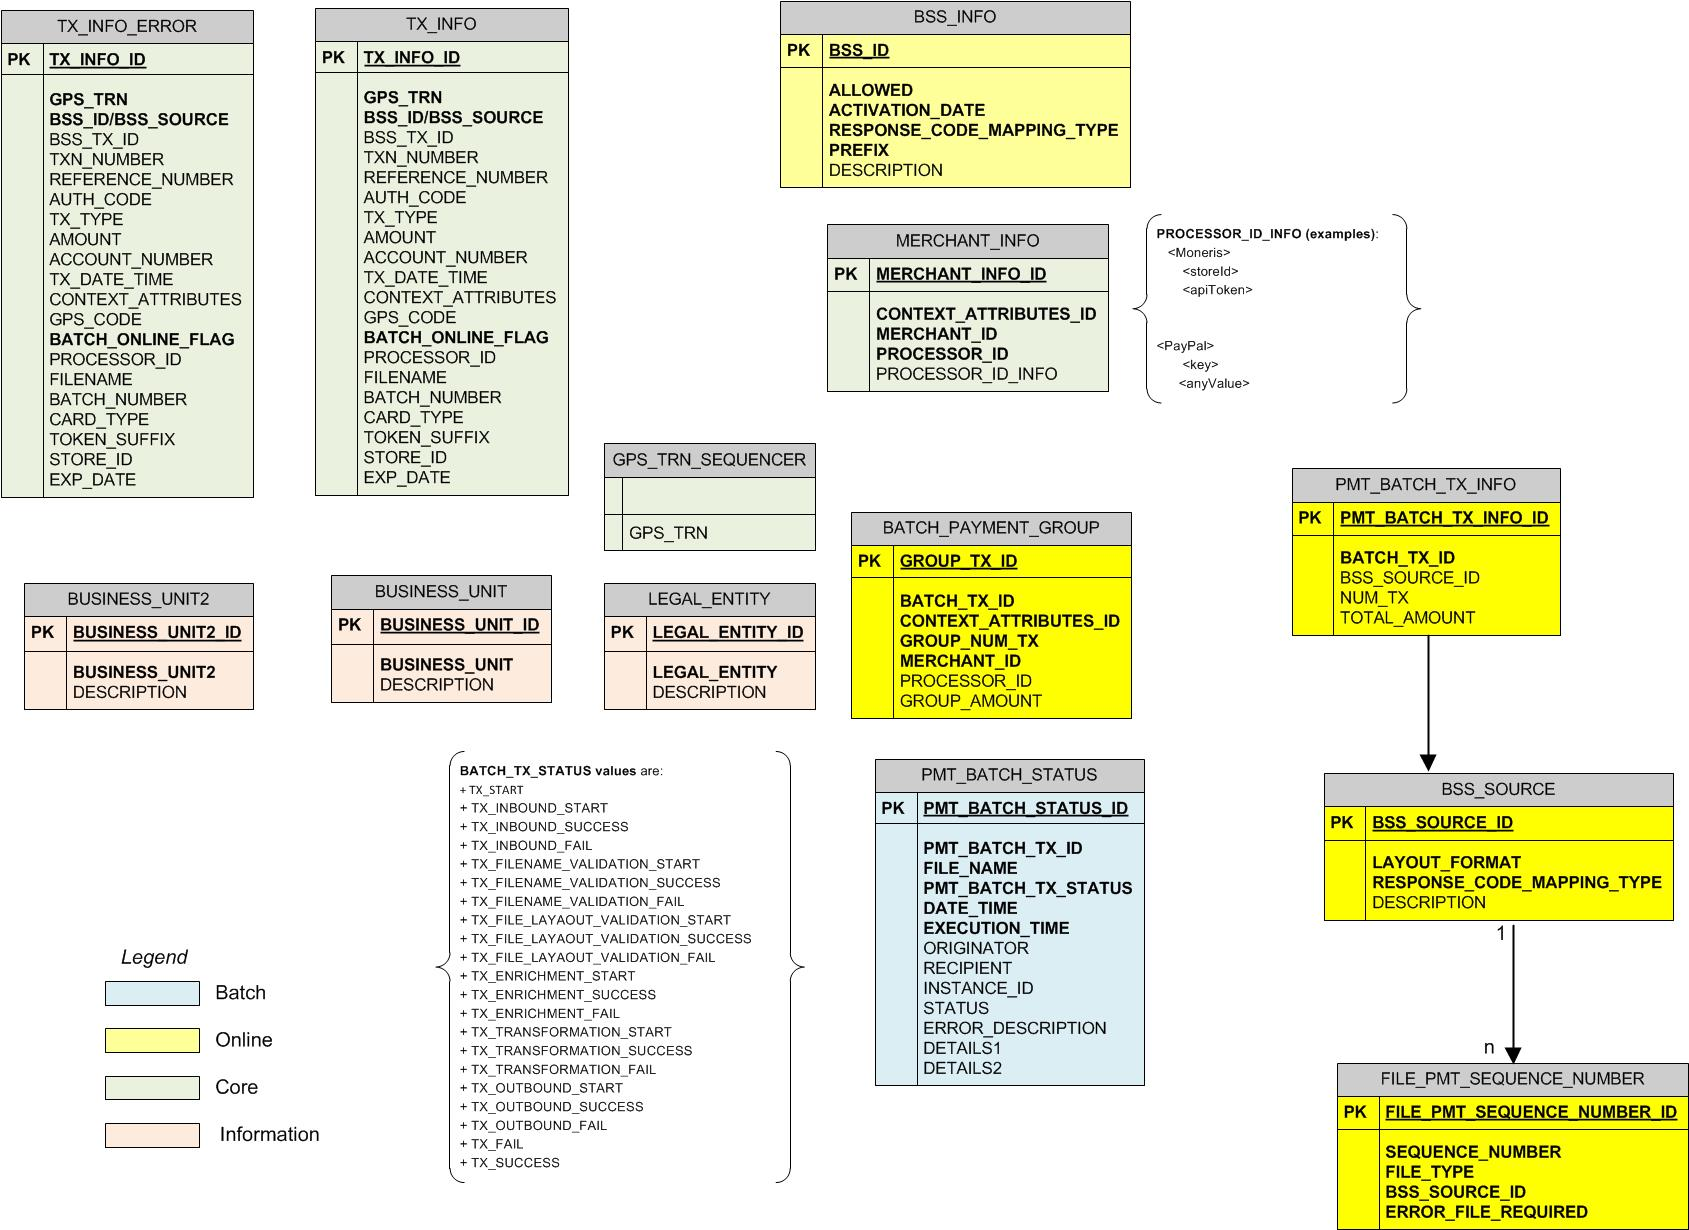 TX_INFO_ERROR
PK TX_INFO_ID
GPS_TRN
BSS_ID/BSS_SOURCE
BSS_TX_ID
TXN_NUMBER
REFERENCE_NUMBER
AUTH_CODE
TX_TYPE
AMOUNT
ACCOUNT_NUMBER
TX_DATE_TIME
CONTEXT_ATTRIBUTES
GPS_CODE
BATCH_ONLINE_FLAG
PROCESSOR_ID
FILENAME
BATCH_NUMBER
CARD_TYPE
TOKEN_SUFFIX
STORE_ID
EXP_DATE
TX_INFO
PK TX_INFO_ID
GPS_TRN
BSS_ID/BSS_SOURCE
BSS_TX_ID
TXN_NUMBER
REFERENCE_NUMBER
AUTH_CODE
TX_TYPE
AMOUNT
ACCOUNT_NUMBER
TX_DATE_TIME
CONTEXT_ATTRIBUTES
GPS_CODE
BATCH_ONLINE_FLAG
PROCESSOR_ID
FILENAME
BATCH_NUMBER
CARD_TYPE
TOKEN_SUFFIX
STORE_ID
EXP_DATE
BSS_INFO
PK BSS_ID
ALLOWED
ACTIVATION_DATE
RESPONSE_CODE_MAPPING_TYPE
PREFIX
DESCRIPTION
MERCHANT_INFO
PK MERCHANT_INFO_ID
CONTEXT_ATTRIBUTES_ID
MERCHANT_ID
PROCESSOR_ID
PROCESSOR_ID_INFO
PROCESSOR_ID_INFO (examples):
<Moneris>
<storeId>
<apiToken>
<PayPal>
<key>
<anyValue>
GPS_TRN_SEQUENCER
GPS_TRN
BATCH_PAYMENT_GROUP
PK GROUP_TX_ID
BATCH_TX_ID
CONTEXT_ATTRIBUTES_ID
GROUP_NUM_TX
MERCHANT_ID
PROCESSOR_ID
GROUP_AMOUNT
PMT_BATCH_TX_INFO
PK PMT_BATCH_TX_INFO_ID
BATCH_TX_ID
BSS_SOURCE_ID
NUM_TX
TOTAL_AMOUNT
BUSINESS_UNIT2
PK BUSINESS_UNIT2_ID
BUSINESS_UNIT2
DESCRIPTION
BUSINESS_UNIT
PK BUSINESS_UNIT_ID
BUSINESS_UNIT
DESCRIPTION
LEGAL_ENTITY
PK LEGAL_ENTITY_ID
LEGAL_ENTITY
DESCRIPTION
BATCH_TX_STATUS values are:
+ TX_START
+ TX_INBOUND_START
+ TX_INBOUND_SUCCESS
+ TX_INBOUND_FAIL
+ TX_FILENAME_VALIDATION_START
+ TX_FILENAME_VALIDATION_SUCCESS
+ TX_FILENAME_VALIDATION_FAIL
+ TX_FILE_LAYAOUT_VALIDATION_START
+ TX_FILE_LAYAOUT_VALIDATION_SUCCESS
+ TX_FILE_LAYAOUT_VALIDATION_FAIL
+ TX_ENRICHMENT_START
+ TX_ENRICHMENT_SUCCESS
+ TX_ENRICHMENT_FAIL
+ TX_TRANSFORMATION_START
+ TX_TRANSFORMATION_SUCCESS
+ TX_TRANSFORMATION_FAIL
+ TX_OUTBOUND_START
+ TX_OUTBOUND_SUCCESS
+ TX_OUTBOUND_FAIL
+ TX_FAIL
+ TX_SUCCESS
PMT_BATCH_STATUS
PK PMT_BATCH_STATUS_ID
PMT_BATCH_TX_ID
FILE_NAME
PMT_BATCH_TX_STATUS
DATE_TIME
EXECUTION_TIME
ORIGINATOR
RECIPIENT
INSTANCE_ID
STATUS
ERROR_DESCRIPTION
DETAILS1
DETAILS2
BSS_SOURCE
PK BSS_SOURCE_ID
LAYOUT_FORMAT
RESPONSE_CODE_MAPPING_TYPE
DESCRIPTION
1
n
FILE_PMT_SEQUENCE_NUMBER
PK FILE_PMT_SEQUENCE_NUMBER_ID
SEQUENCE_NUMBER
FILE_TYPE
BSS_SOURCE_ID
ERROR_FILE_REQUIRED
Legend
Batch
Online
Core
Information